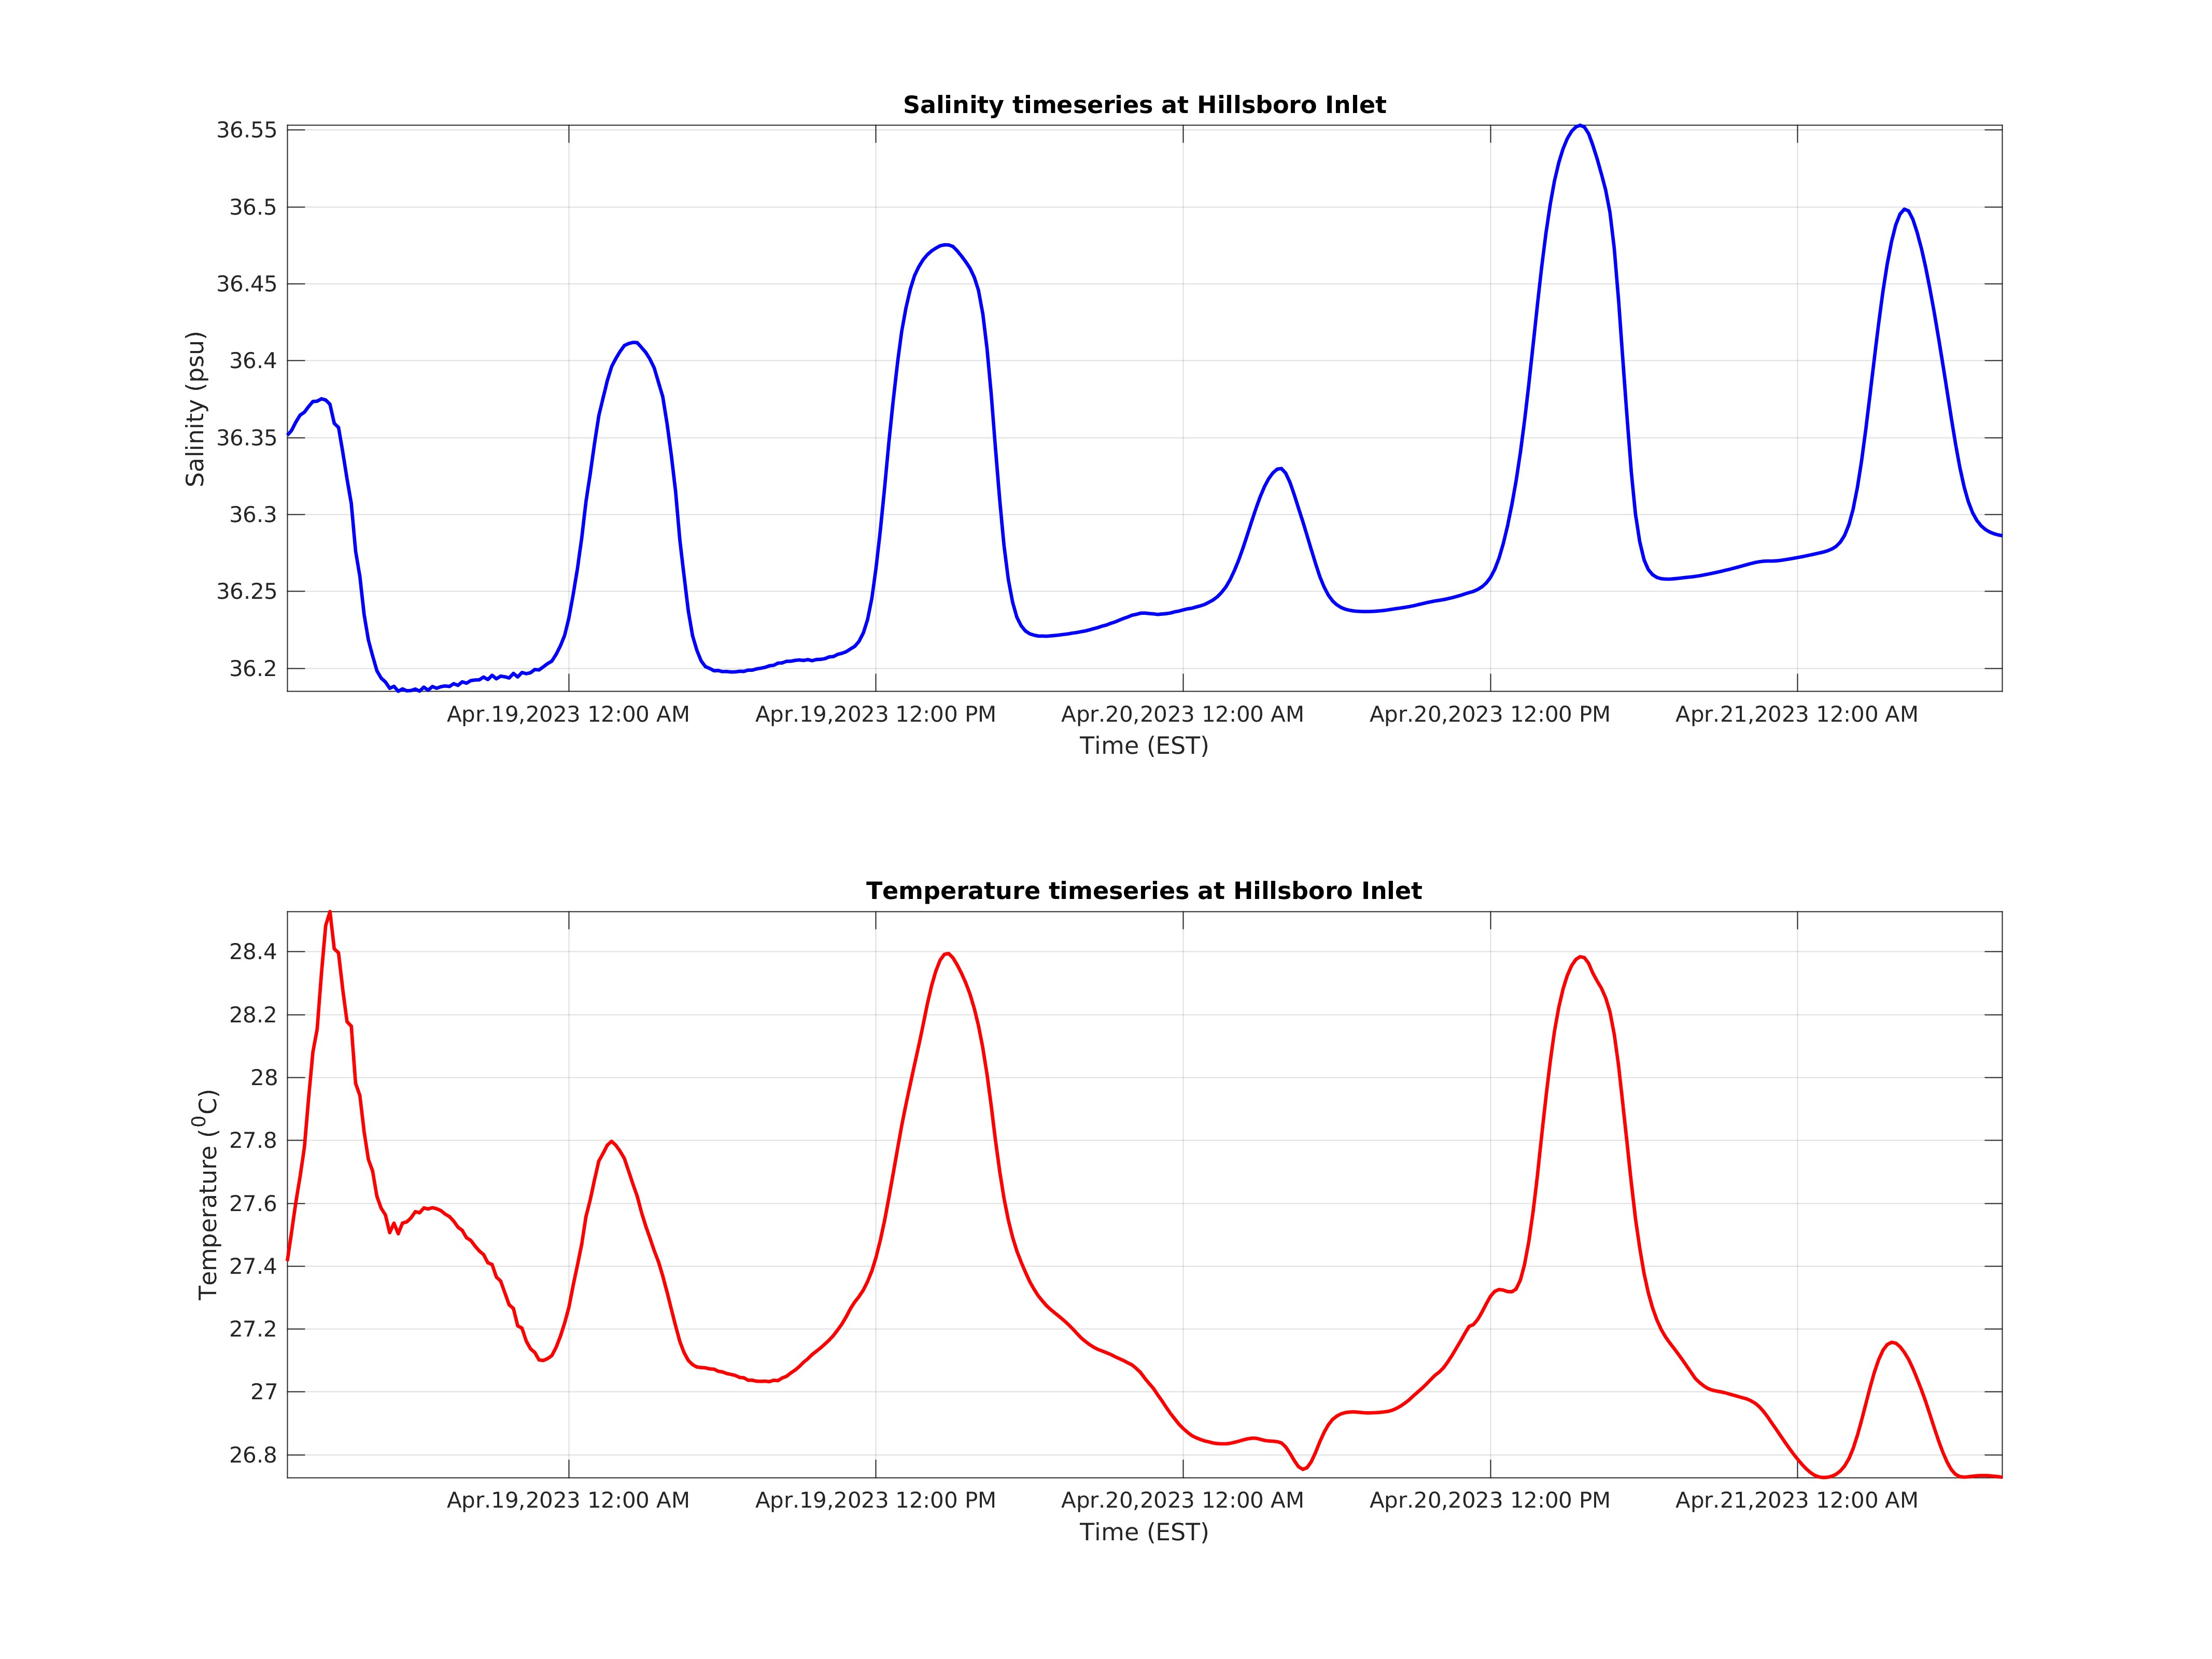 Salinity timeseries at Hillsboro Inlet
36.55
36.5
36.45
36.4
36.35
36.3
36.25
36.2
Salinity (psu)
Apr.19,2023 12:00 AM Apr.19,2023 12:00 PM Apr.20,2023 12:00 AM Apr.20,2023 12:00 PM Apr.21,2023 12:00 AM
Time (EST)
Temperature timeseries at Hillsboro Inlet
28.4
28.2
28
27.8
27.6
27.4
27.2
27
26.8
Temperature (⁰C)
Apr.19,2023 12:00 AM Apr.19,2023 12:00 PM Apr.20,2023 12:00 AM Apr.20,2023 12:00 PM Apr.21,2023 12:00 AM
Time (EST)